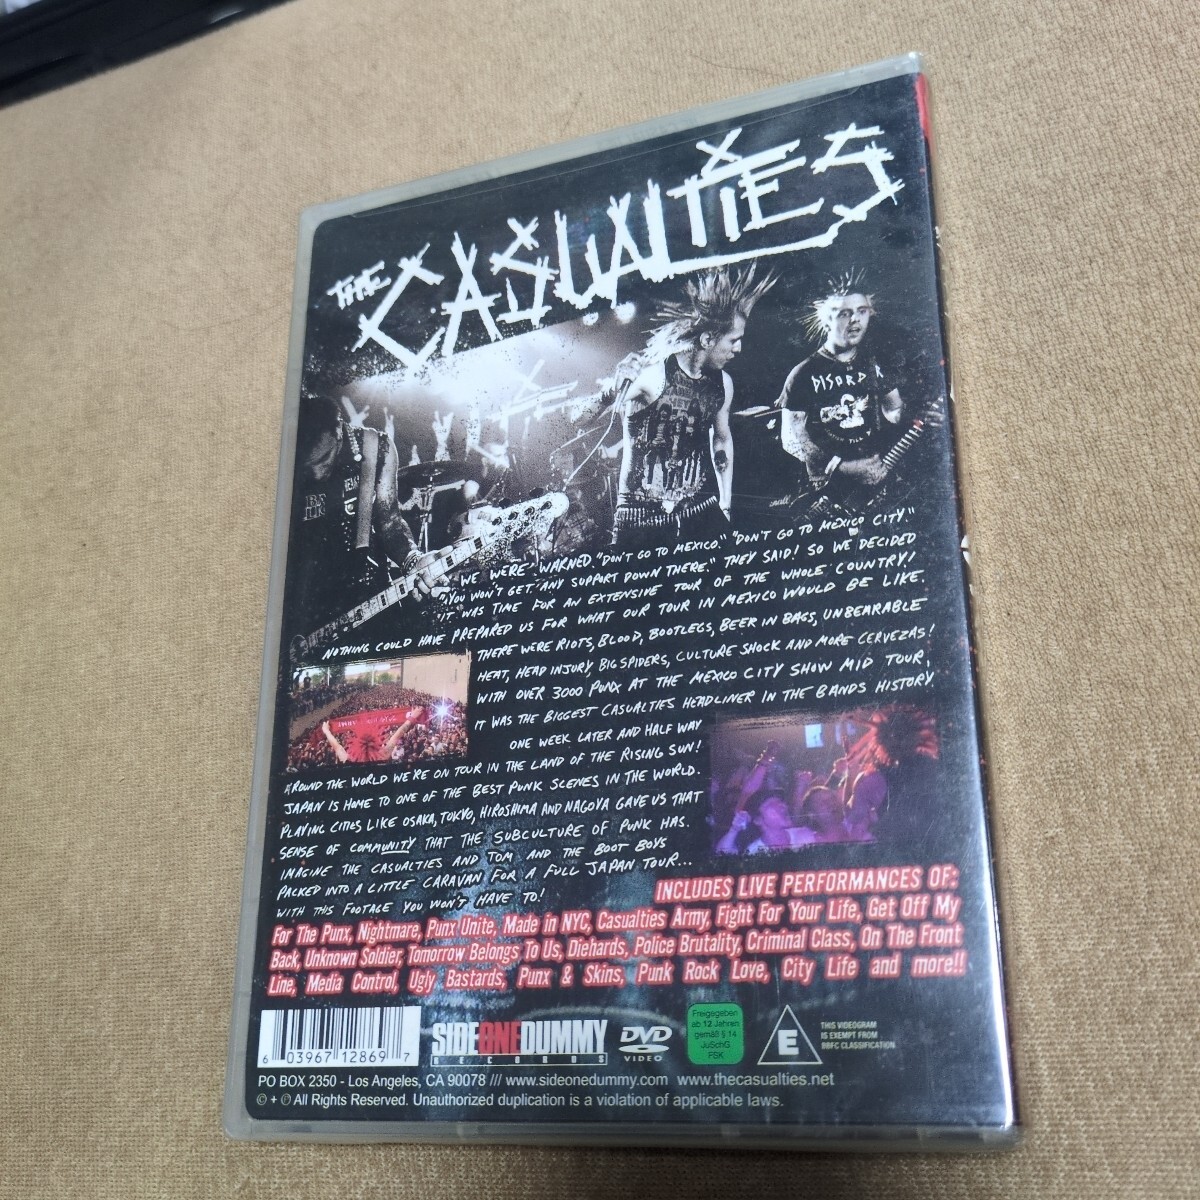 THE CASUALTIES
DISORD R
WE WERE WARNED. "DON'T GO TO MEXICO." "DON'T GO TO MEXICO CITY."
"YOU WON'T GET ANY SUPPORT DOWN THERE." THEY SAID! SO WE DECIDED
IT WAS TIME FOR AN EXTENSIVE TOUR OF THE WHOLE COUNTRY!
NOTHING COULD HAVE PREPARED US FOR WHAT OUR TOUR IN MEXICO WOULD BE LIKE.
THERE WERE RIOTS, BLOOD, BOOTLEGS, BEER IN BAGS, UNBEARABLE
HEAT, HEAD INJURY, BIG SPIDERS, CULTURE SHOCK AND MORE CERVEZAS!
WITH OVER 3000 PUNX AT THE MEXICO CITY SHOW MID TOUR,
IT WAS THE BIGGEST CASUALTIES HEADLINER IN THE BANDS HISTORY.
ONE WEEK LATER AND HALF WAY
AROUND THE WORLD WE'RE ON TOUR IN THE LAND OF THE RISING SUN!
JAPAN IS HOME TO ONE OF THE BEST PUNK SCENES IN THE WORLD.
PLAYING CITIES LIKE OSAKA, TOKYO, HIROSHIMA AND NAGOYA GAVE US THAT
SENSE OF COMMUNITY THAT THE SUBCULTURE OF PUNK HAS.
IMAGINE THE CASUALTIES AND TOM AND THE BOOT BOYS
PACKED INTO A LITTLE CARAVAN FOR A FULL JAPAN TOUR...
WITH THIS FOOTAGE YOU WON'T HAVE TO!
INCLUDES LIVE PERFORMANCES OF:
For The Punx, Nightmare, Punx Unite, Made in NYC, Casualties Army, Fight For Your Life, Get Off My
Back, Unknown Soldier, Tomorrow Belongs To Us, Diehards, Police Brutality, Criminal Class, On The Front
Line, Media Control, Ugly Bastards, Punx & Skins, Punk Rock Love, City Life and more!!
6 03967 12869 7
SIDEONEDUMMY
RECORDS
DVD
VIDEO
Freigegeben
ab 12 Jahren
gemäß § 14
JuSchG
FSK
E
THIS VIDEOGRAM
IS EXEMPT FROM
BBFC CLASSIFICATION
PO BOX 2350 - Los Angeles, CA 90078 /// www.sideonedummy.com www.thecasualties.net
© + ℗ All Rights Reserved. Unauthorized duplication is a violation of applicable laws.